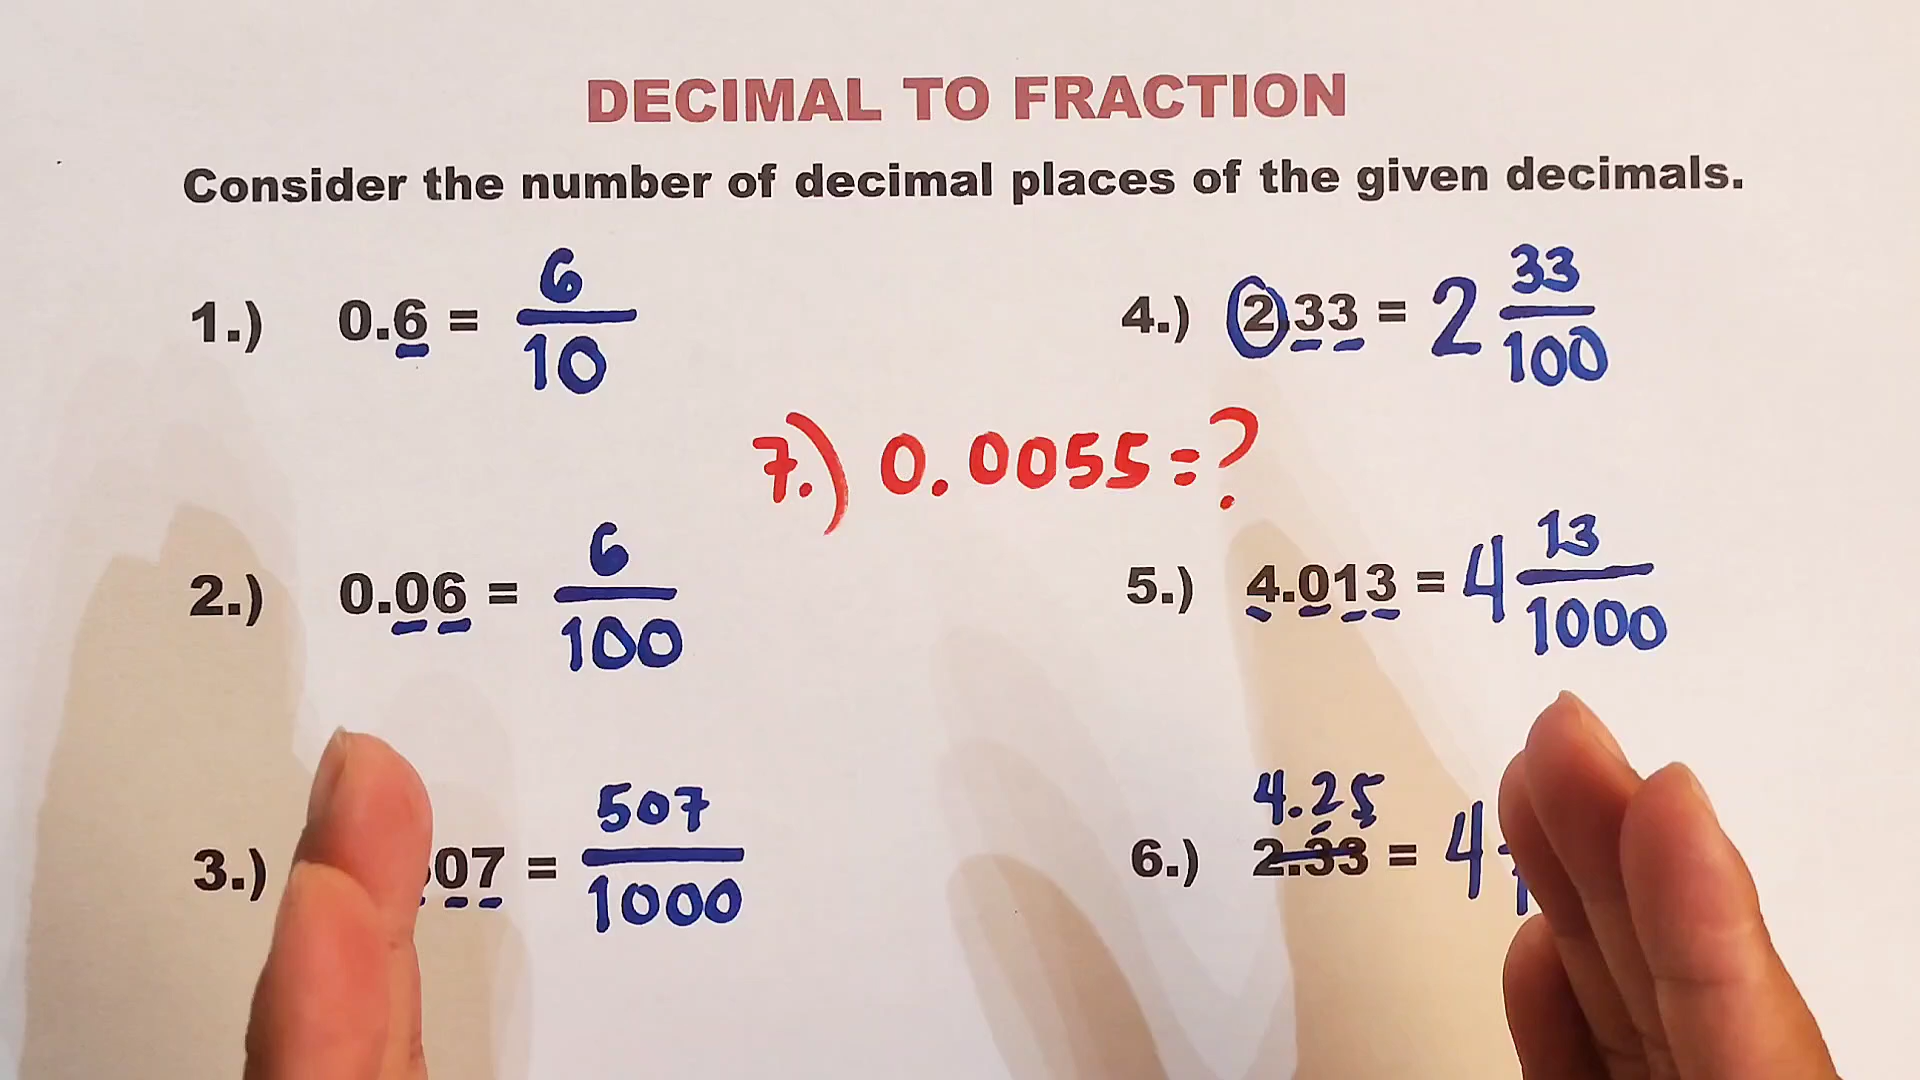 DECIMAL TO FRACTION
Consider the number of decimal places of the given decimals.
1.) 0.6 = 6/10
4.) 2.33 = 2 33/100
7.) 0.0055 = ?
2.) 0.06 = 6/100
5.) 4.013 = 4 13/1000
3.) 07 = 507/1000
4.25
6.) 2.33 = 4